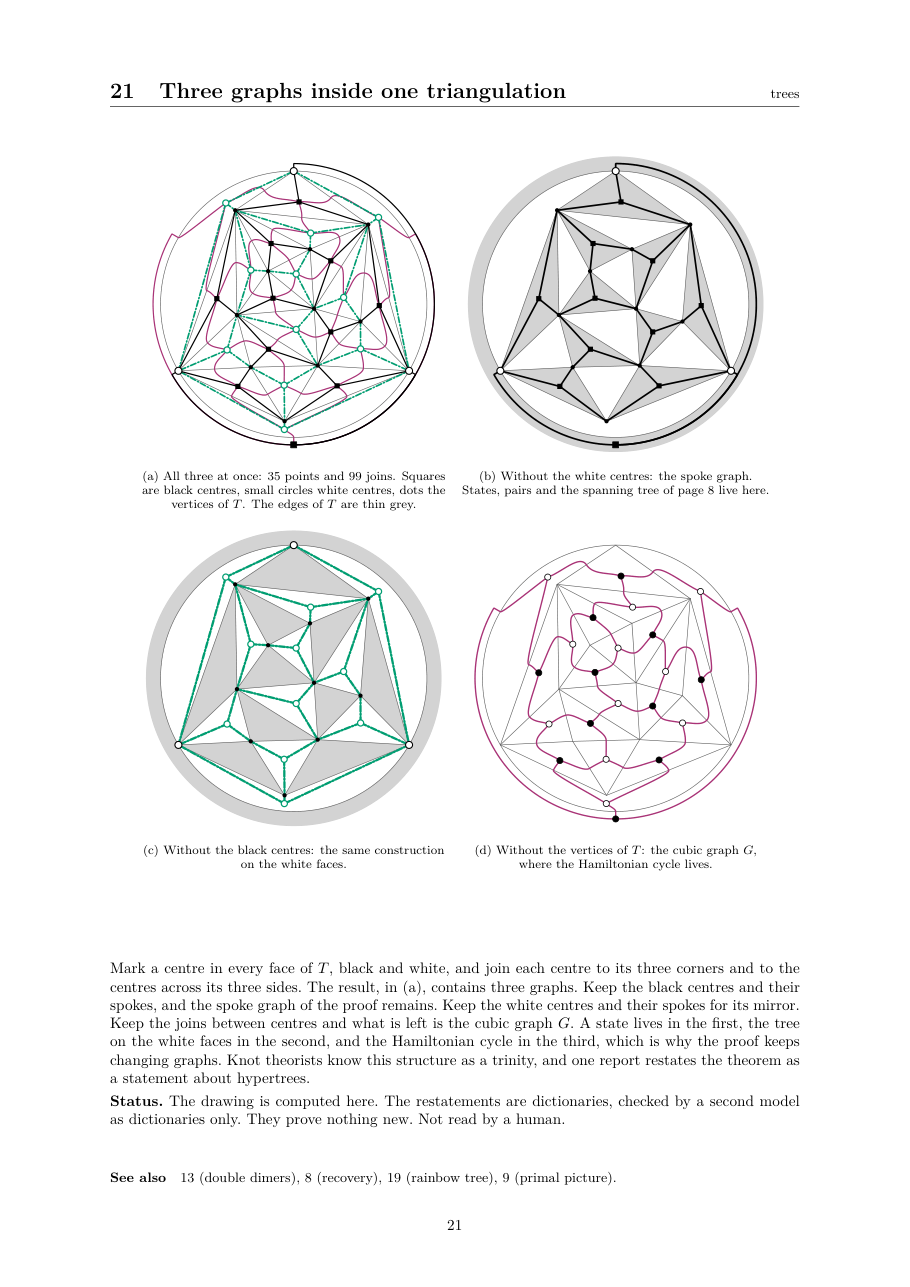 21 Three graphs inside one triangulation trees
(a) All three at once: 35 points and 99 joins. Squares
are black centres, small circles white centres, dots the
vertices of T. The edges of T are thin grey.
(b) Without the white centres: the spoke graph.
States, pairs and the spanning tree of page 8 live here.
(c) Without the black centres: the same construction
on the white faces.
(d) Without the vertices of T: the cubic graph G,
where the Hamiltonian cycle lives.
Mark a centre in every face of T, black and white, and join each centre to its three corners and to the
centres across its three sides. The result, in (a), contains three graphs. Keep the black centres and their
spokes, and the spoke graph of the proof remains. Keep the white centres and their spokes for its mirror.
Keep the joins between centres and what is left is the cubic graph G. A state lives in the first, the tree
on the white faces in the second, and the Hamiltonian cycle in the third, which is why the proof keeps
changing graphs. Knot theorists know this structure as a trinity, and one report restates the theorem as
a statement about hypertrees.
Status. The drawing is computed here. The restatements are dictionaries, checked by a second model
as dictionaries only. They prove nothing new. Not read by a human.
See also 13 (double dimers), 8 (recovery), 19 (rainbow tree), 9 (primal picture).
21